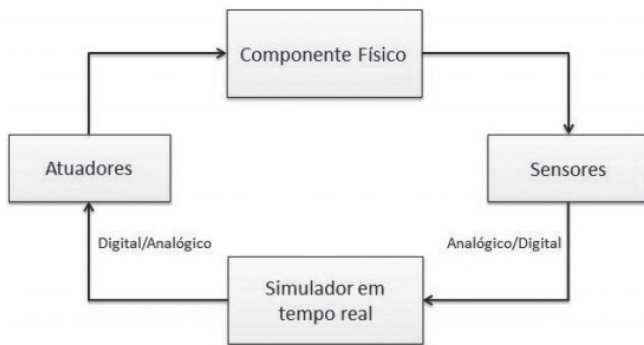 Componente Físico
Atuadores
Sensores
Digital/Analógico
Analógico/Digital
Simulador em
tempo real